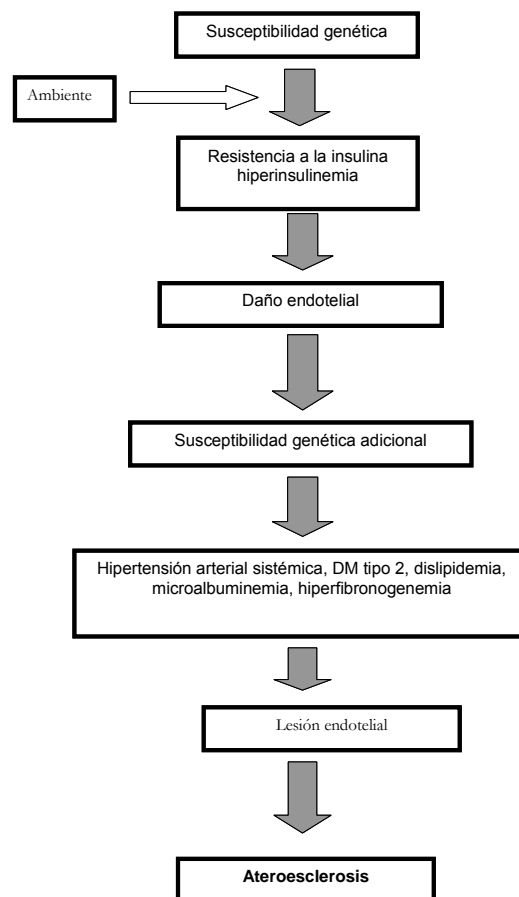 Susceptibilidad genética
Ambiente
Resistencia a la insulina
hiperinsulinemia
Daño endotelial
Susceptibilidad genética adicional
Hipertensión arterial sistémica, DM tipo 2, dislipidemia,
microalbuminemia, hiperfibronogenemia
Lesión endotelial
Ateroesclerosis